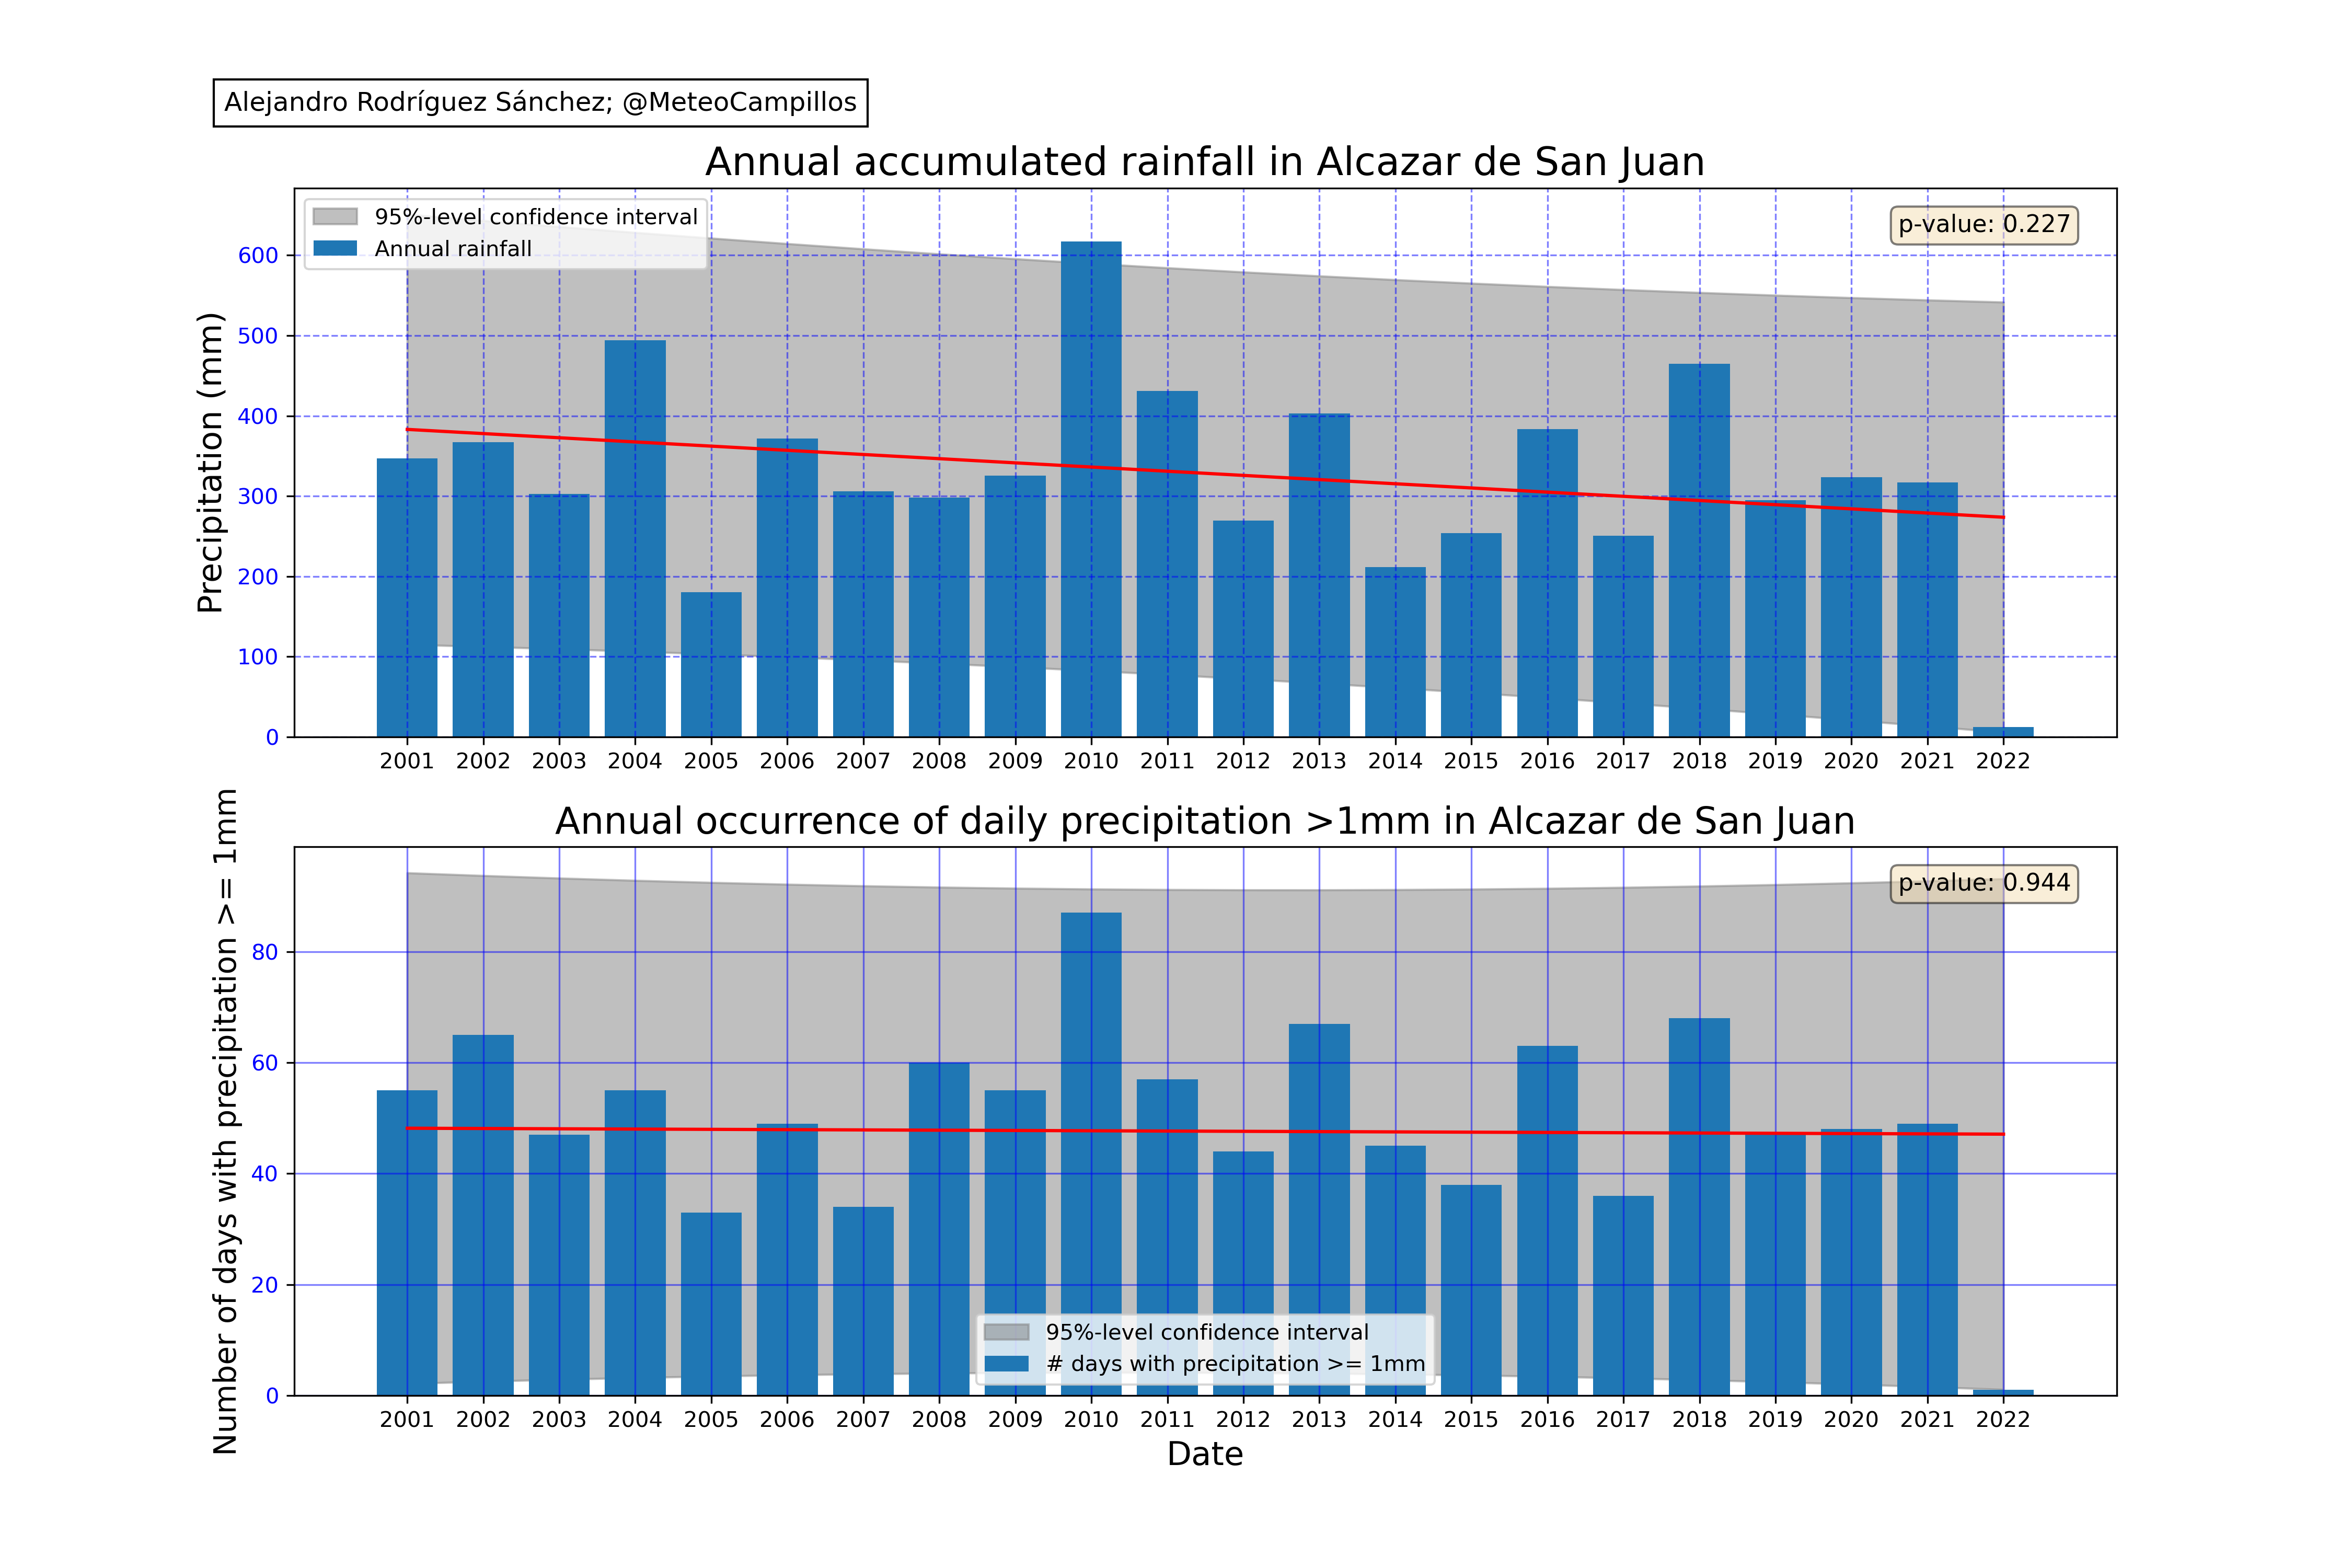 Alejandro Rodríguez Sánchez; @MeteoCampillos
Annual accumulated rainfall in Alcazar de San Juan
95%-level confidence interval
Annual rainfall
p-value: 0.227
Precipitation (mm)
600
500
400
300
200
100
0
2001 2002 2003 2004 2005 2006 2007 2008 2009 2010 2011 2012 2013 2014 2015 2016 2017 2018 2019 2020 2021 2022
Annual occurrence of daily precipitation >1mm in Alcazar de San Juan
p-value: 0.944
Number of days with precipitation >= 1mm
80
60
40
20
0
95%-level confidence interval
# days with precipitation >= 1mm
2001 2002 2003 2004 2005 2006 2007 2008 2009 2010 2011 2012 2013 2014 2015 2016 2017 2018 2019 2020 2021 2022
Date